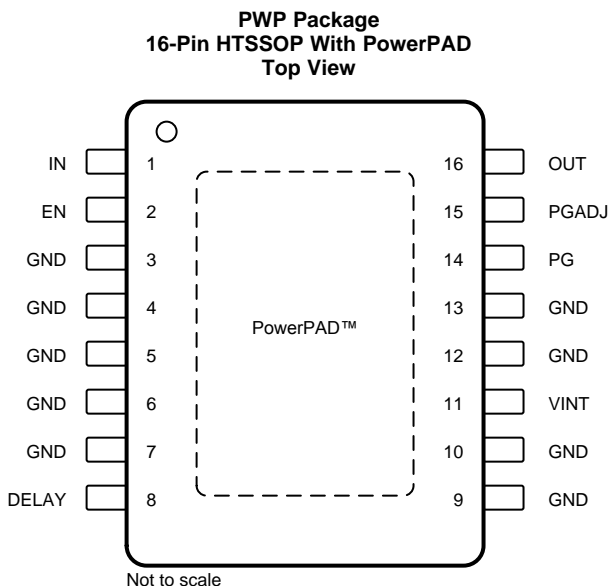 PWP Package
16-Pin HTSSOP With PowerPAD
Top View
IN 1 16 OUT
EN 2 15 PGADJ
GND 3 14 PG
GND 4 13 GND
GND 5 PowerPAD™ 12 GND
GND 6 11 VINT
GND 7 10 GND
DELAY 8 9 GND
Not to scale